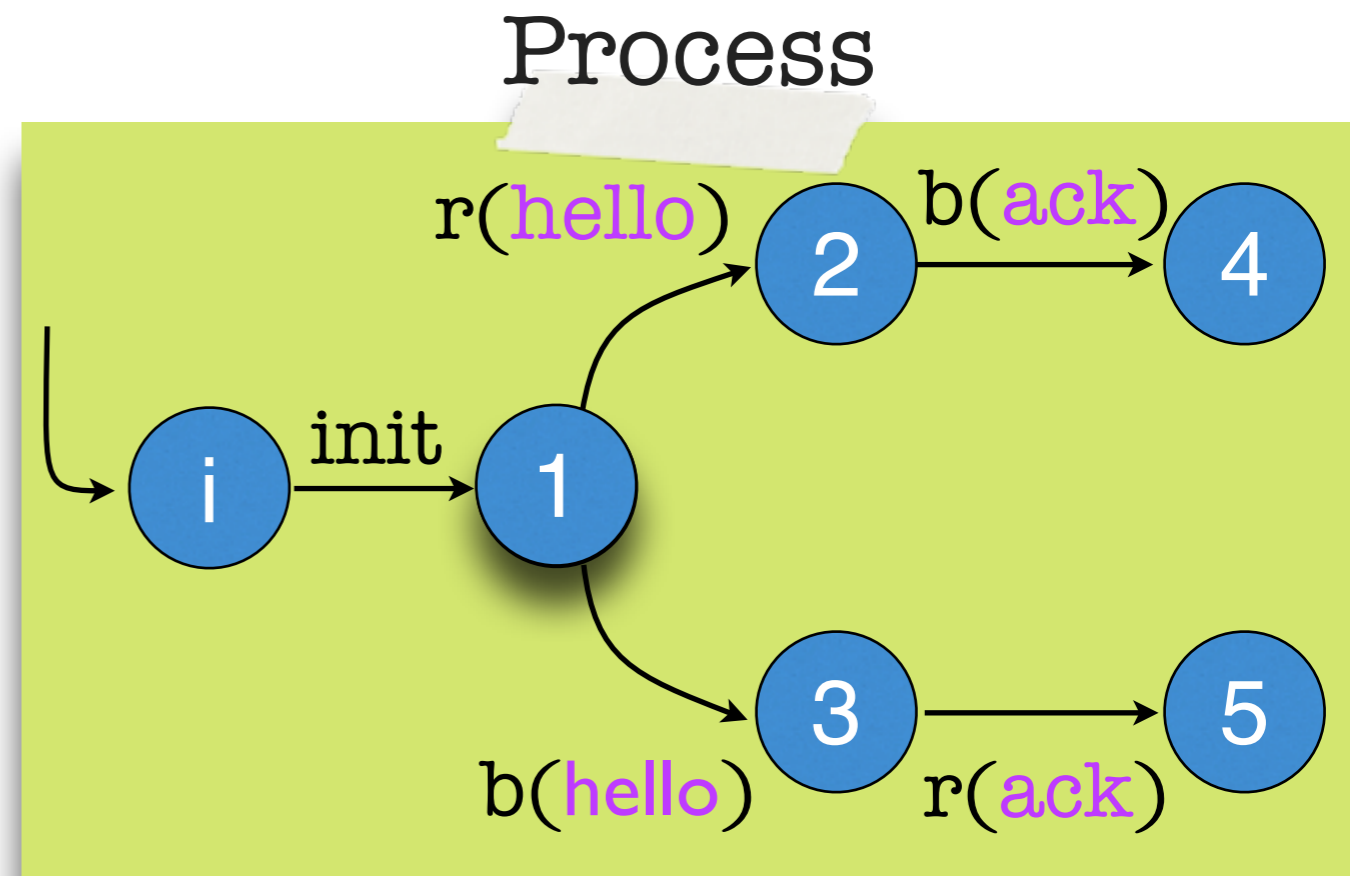 Process
r(hello)
b(ack)
2
4
init
i
1
3
5
b(hello)
r(ack)